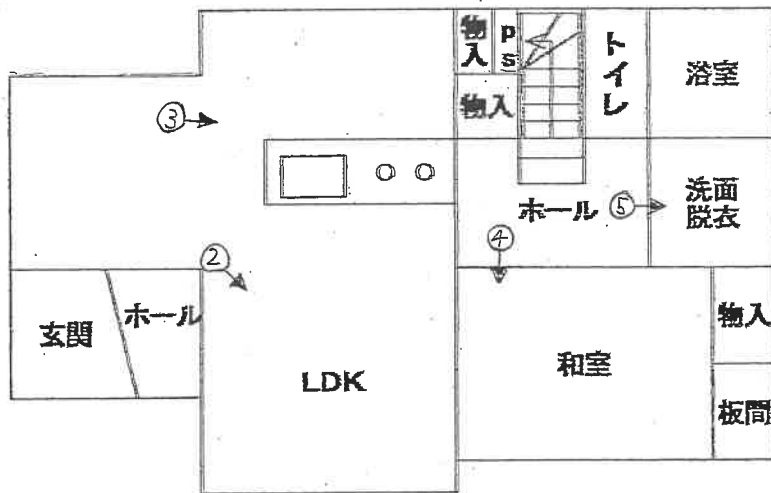 物入
PS
トイレ
浴室
物入
③
洗面
脱衣
ホール
⑤
④
②
玄関
ホール
LDK
和室
物入
板間